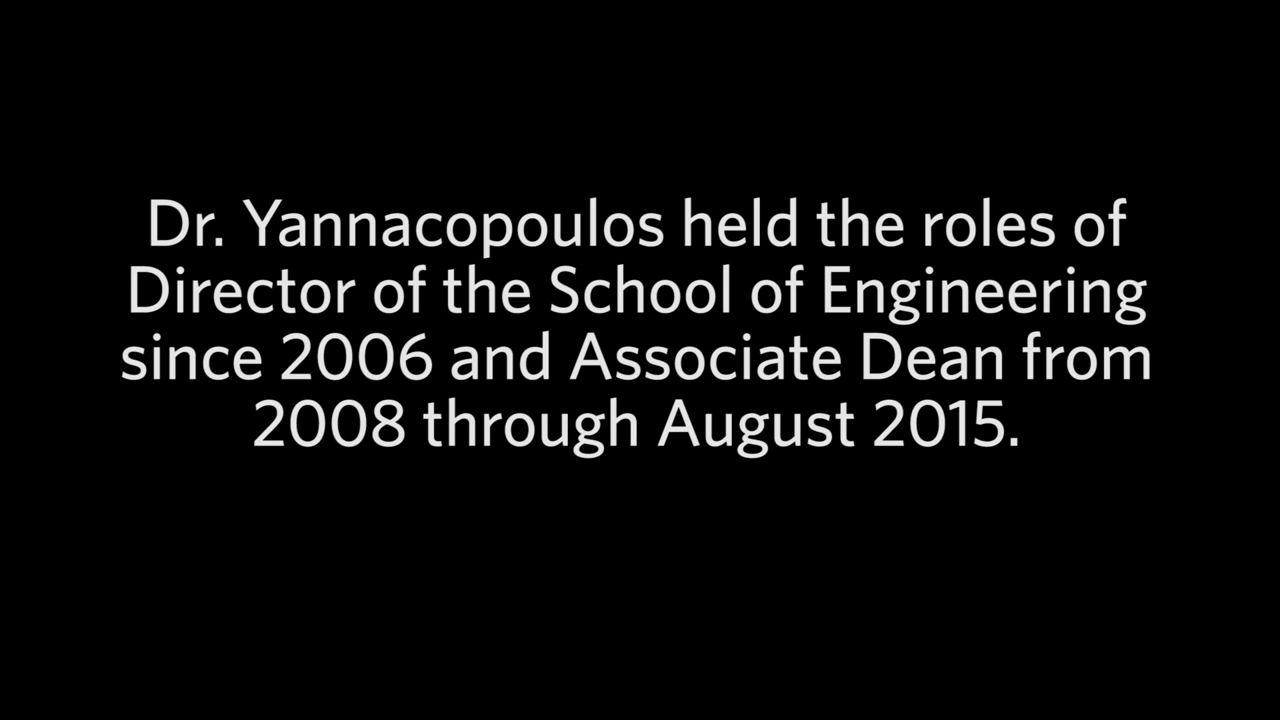 Dr. Yannacopoulos held the roles of
Director of the School of Engineering
since 2006 and Associate Dean from
2008 through August 2015.